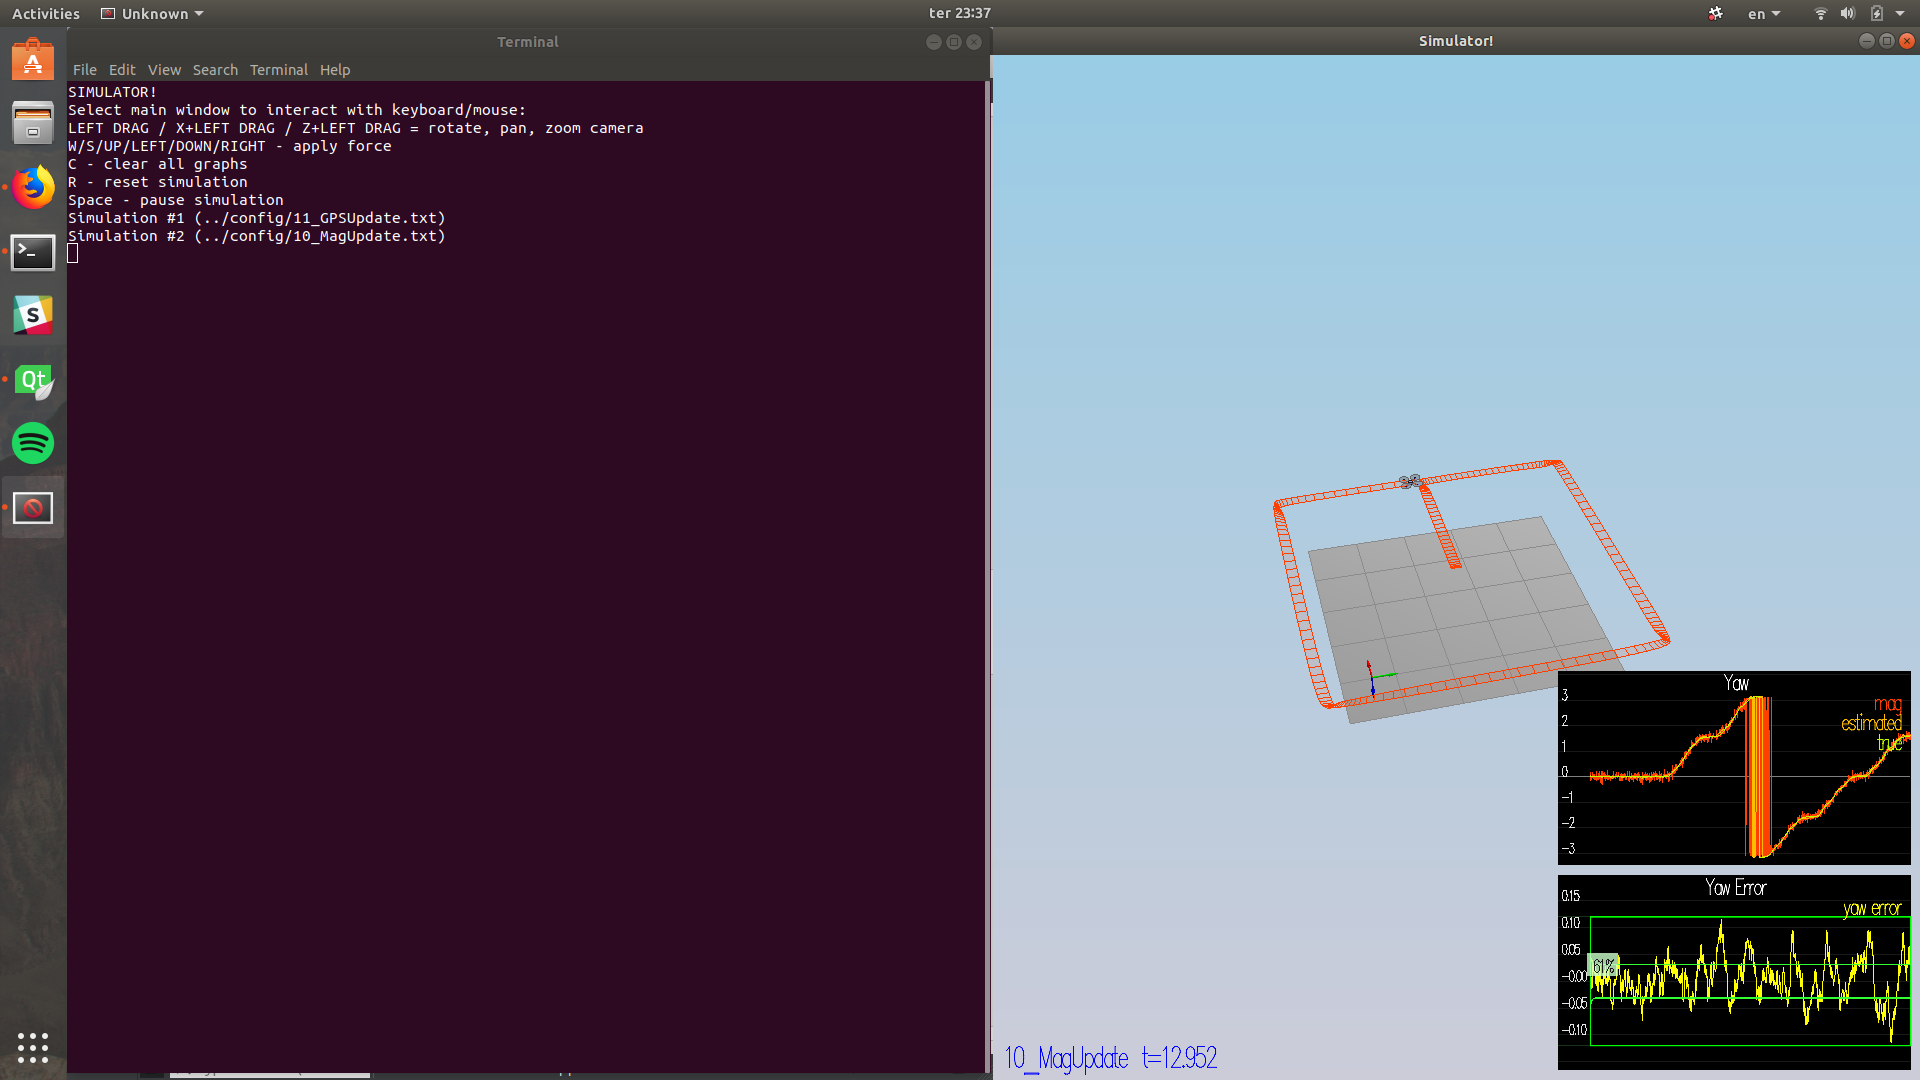 Activities
Unknown
ter 23:37
en
Terminal
Simulator!
File Edit View Search Terminal Help
SIMULATOR!
Select main window to interact with keyboard/mouse:
LEFT DRAG / X+LEFT DRAG / Z+LEFT DRAG = rotate, pan, zoom camera
W/S/UP/LEFT/DOWN/RIGHT - apply force
C - clear all graphs
R - reset simulation
Space - pause simulation
Simulation #1 (../config/11_GPSUpdate.txt)
Simulation #2 (../config/10_MagUpdate.txt)
S
Qt
Yaw
3
2
1
0
-1
-2
-3
mag
estimated
true
Yaw Error
yaw error
0.15
0.10
0.05
-0.00
-0.05
-0.10
61%
10_MagUpdate t=12.952